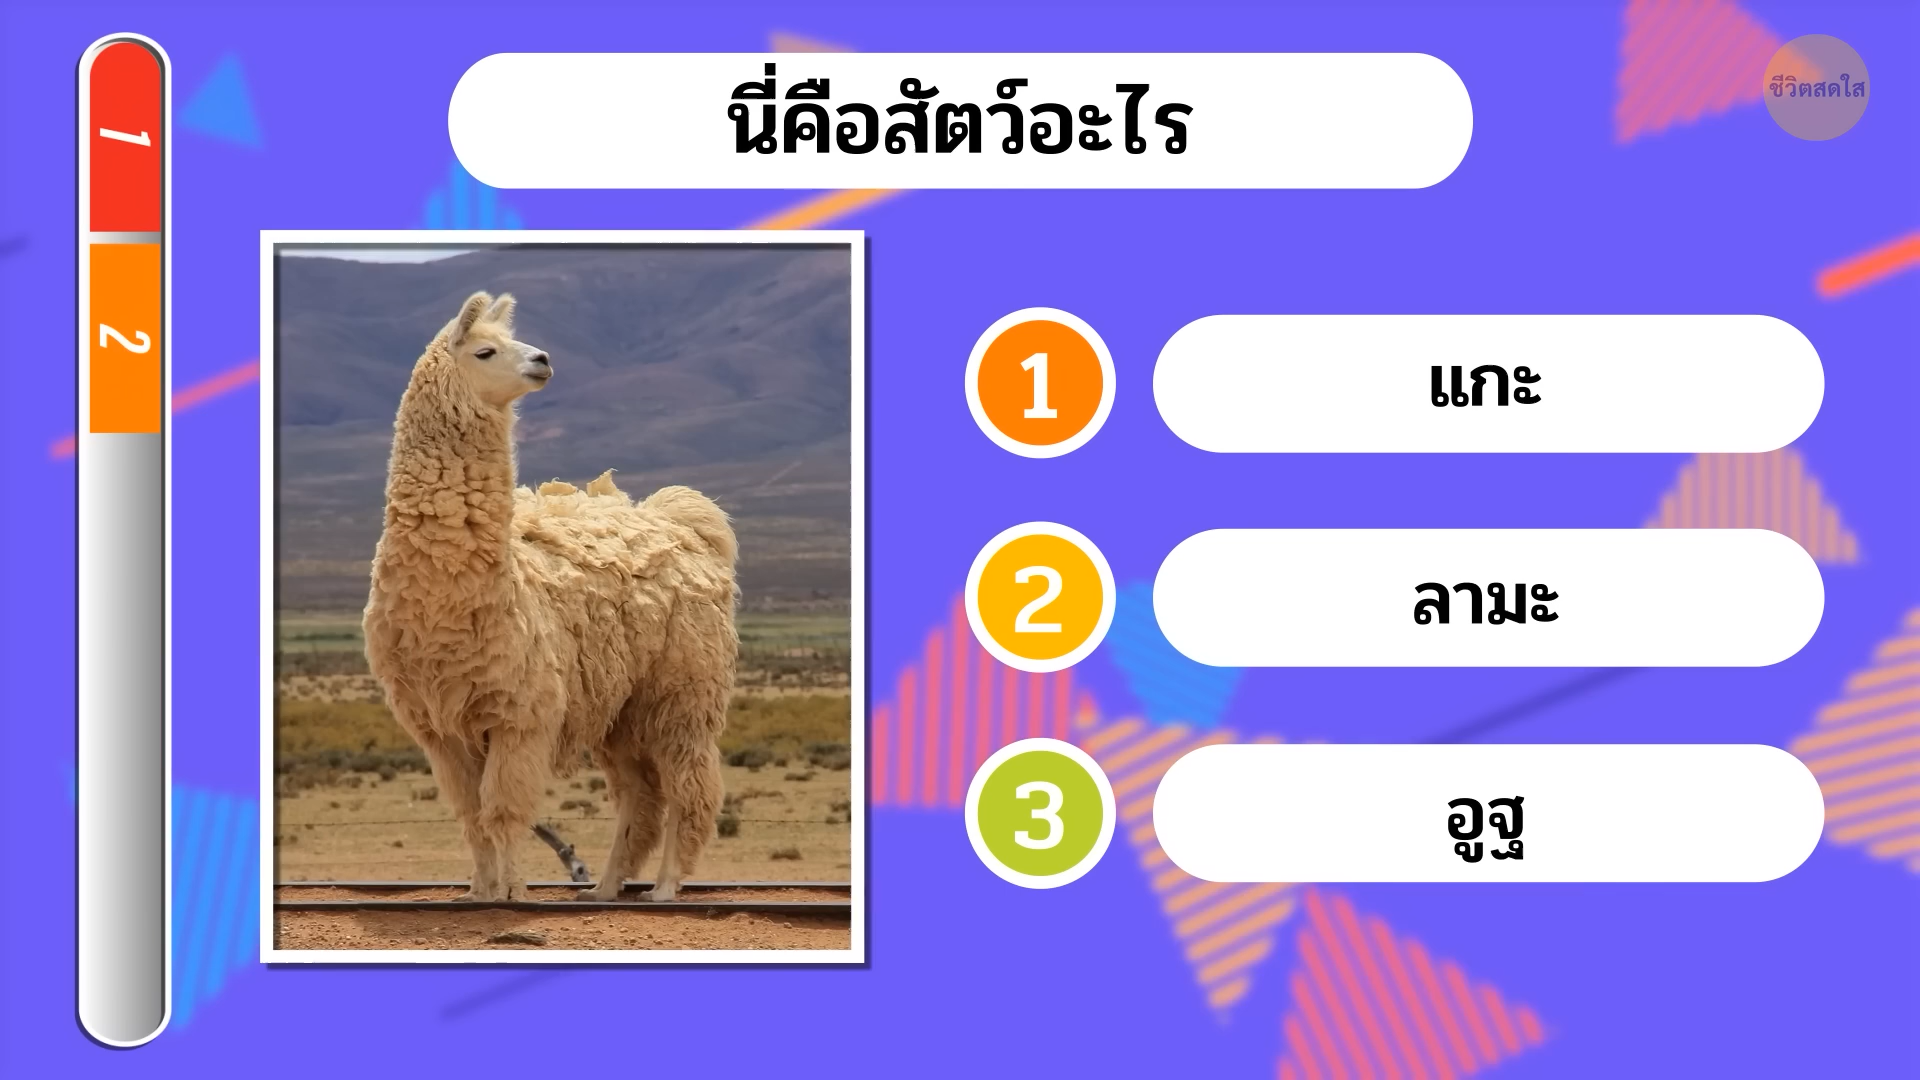 นี่คือสัตว์อะไร
ชีวิตสดใส
1
2
1
แกะ
2
ลามะ
3
อูฐ